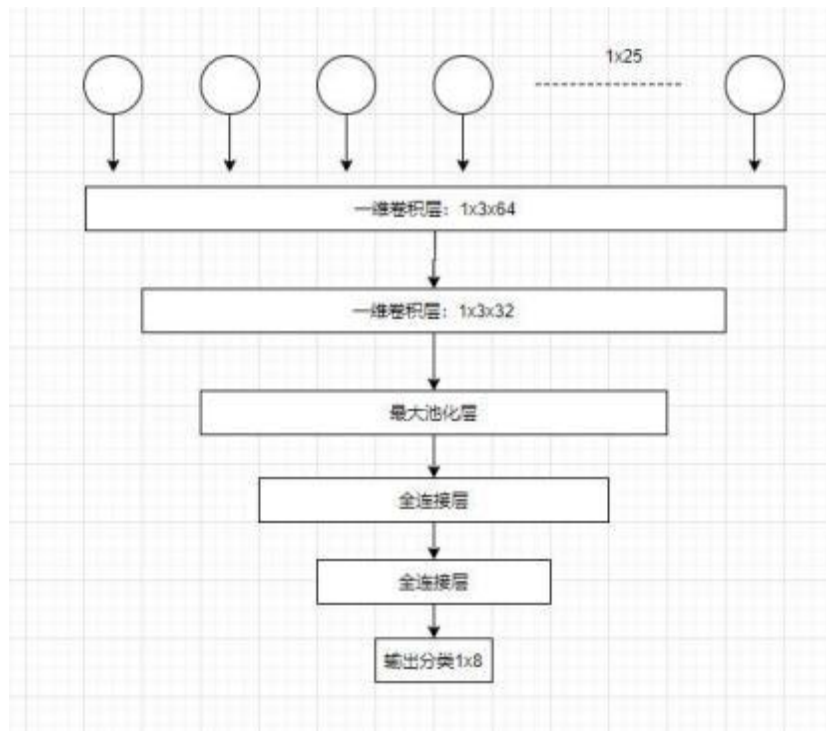 1x25
一维卷积层：1x3x64
一维卷积层：1x3x32
最大池化层
全连接层
全连接层
输出分类1x8